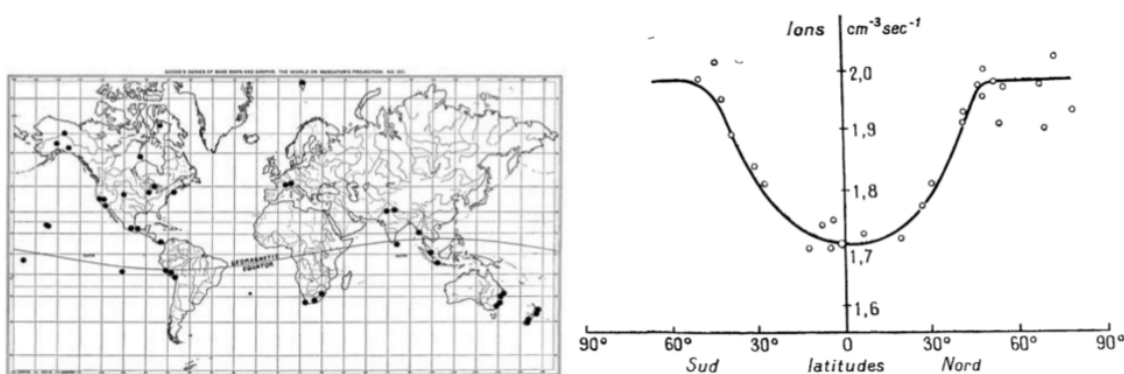 GOODE'S SERIES OF BASE MAPS AND GRAPHS. THE WORLD ON MERCATOR'S PROJECTION. NO. 101.
GEOMAGNETIC
EQUATOR
Ions cm⁻³sec⁻¹
2,0
1,9
1,8
1,7
1,6
90° 60° 30° 0 30° 60° 90°
Sud latitudes Nord